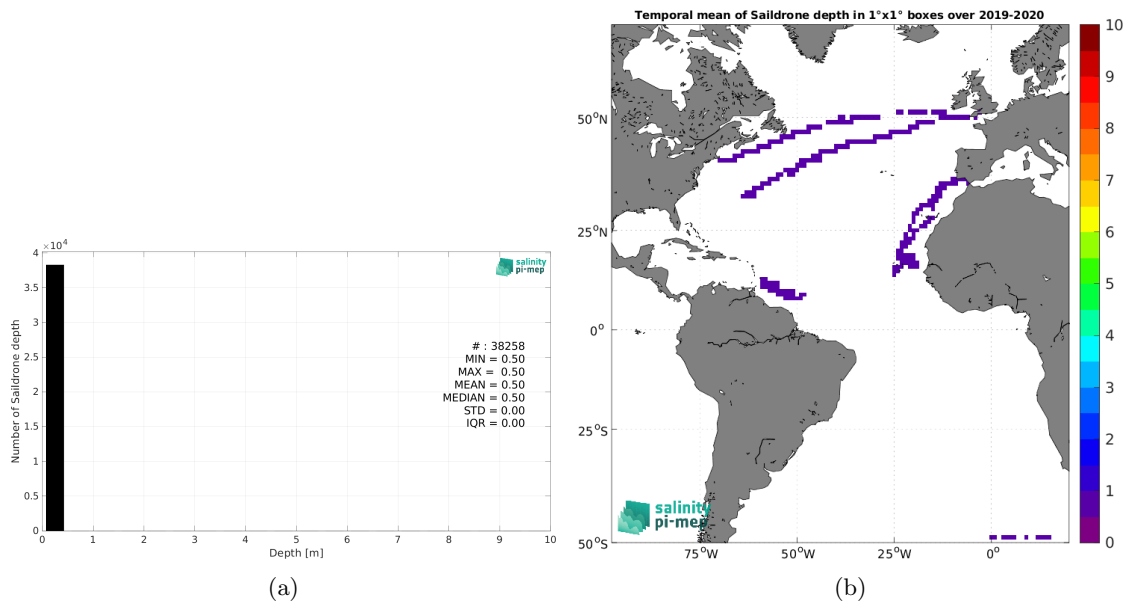 ×10⁴
4
3.5
3
2.5
2
1.5
1
0.5
0
Number of Saildrone depth
salinity
pi-mep
# : 38258
MIN = 0.50
MAX = 0.50
MEAN = 0.50
MEDIAN = 0.50
STD = 0.00
IQR = 0.00
0 1 2 3 4 5 6 7 8 9 10
Depth [m]
(a)
Temporal mean of Saildrone depth in 1°x1° boxes over 2019-2020
50°N
25°N
0°
25°S
50°S
75°W 50°W 25°W 0°
salinity
pi-mep
10
9
8
7
6
5
4
3
2
1
0
(b)